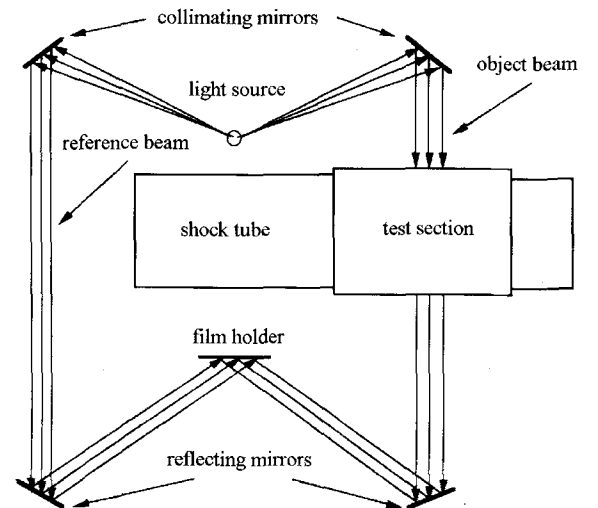 collimating mirrors
object beam
light source
reference beam
shock tube
test section
film holder
reflecting mirrors